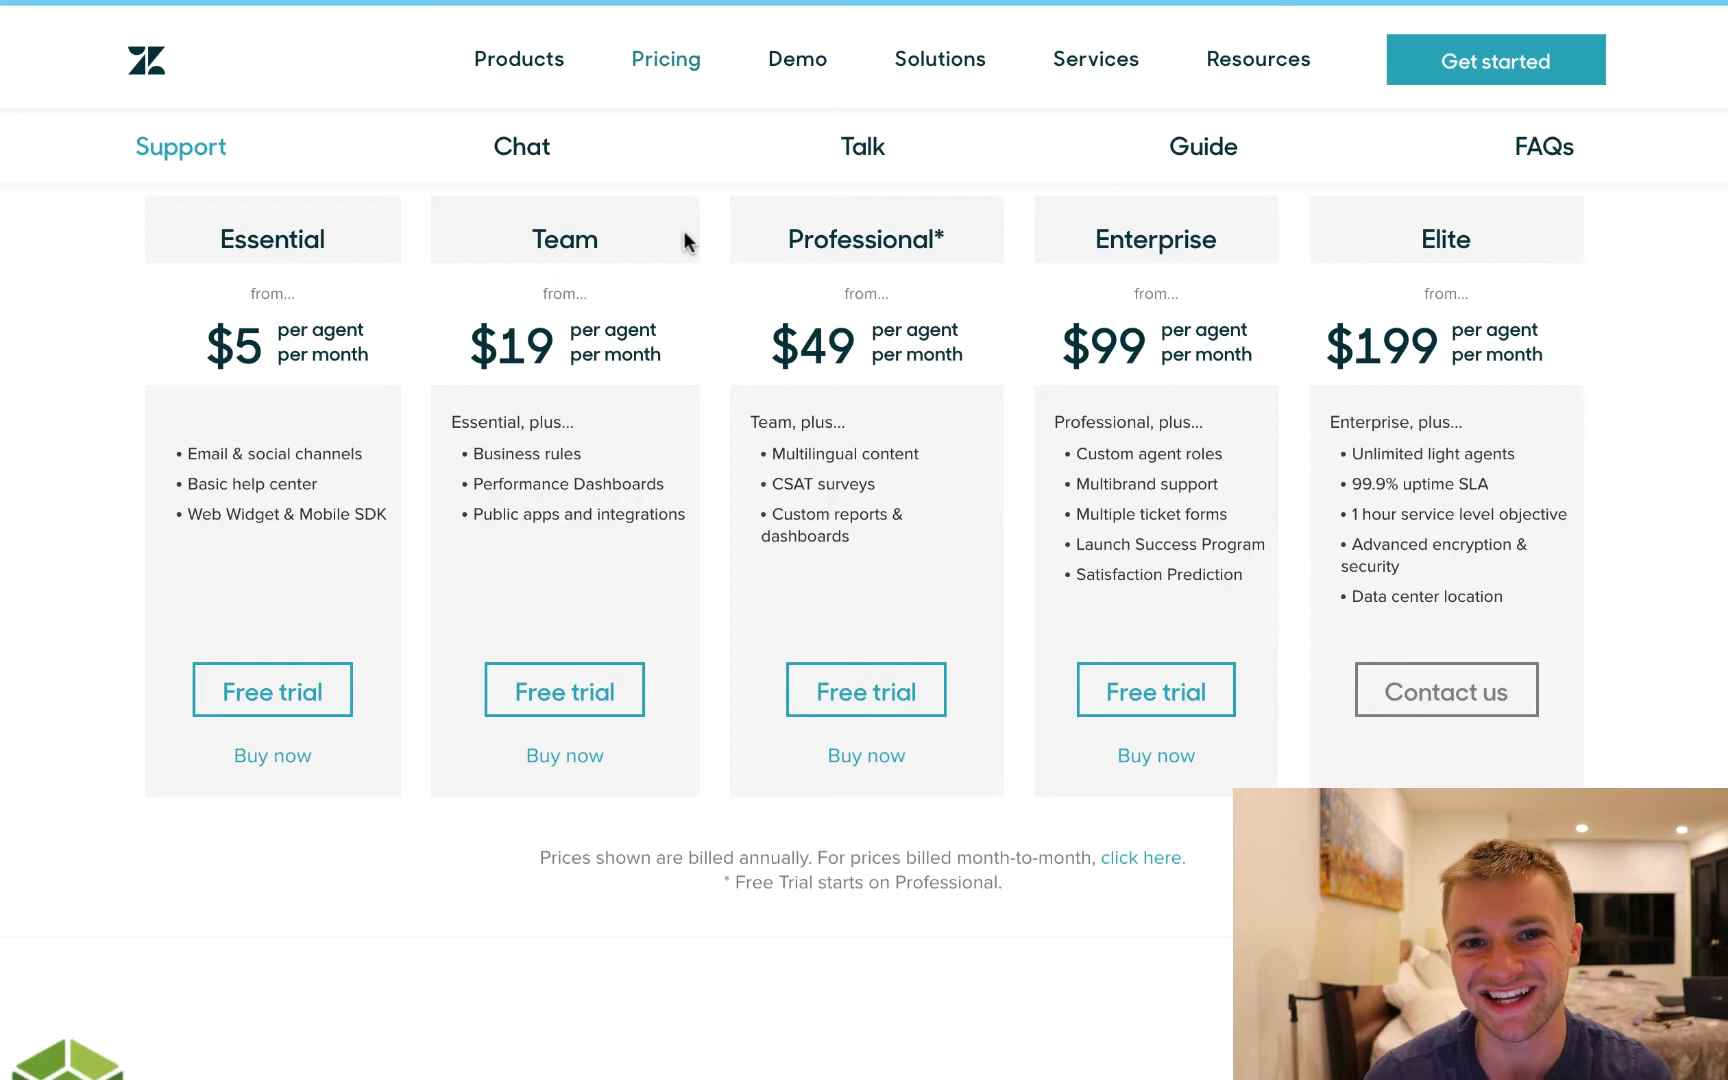 Products Pricing Demo Solutions Services Resources Get started
Support Chat Talk Guide FAQs
Essential
from...
$5 per agent
per month
• Email & social channels
• Basic help center
• Web Widget & Mobile SDK
Free trial
Buy now
Team
from...
$19 per agent
per month
Essential, plus...
• Business rules
• Performance Dashboards
• Public apps and integrations
Free trial
Buy now
Professional*
from...
$49 per agent
per month
Team, plus...
• Multilingual content
• CSAT surveys
• Custom reports &
dashboards
Free trial
Buy now
Enterprise
from...
$99 per agent
per month
Professional, plus...
• Custom agent roles
• Multibrand support
• Multiple ticket forms
• Launch Success Program
• Satisfaction Prediction
Free trial
Buy now
Elite
from...
$199 per agent
per month
Enterprise, plus...
• Unlimited light agents
• 99.9% uptime SLA
• 1 hour service level objective
• Advanced encryption &
security
• Data center location
Contact us
Prices shown are billed annually. For prices billed month-to-month, click here.
* Free Trial starts on Professional.